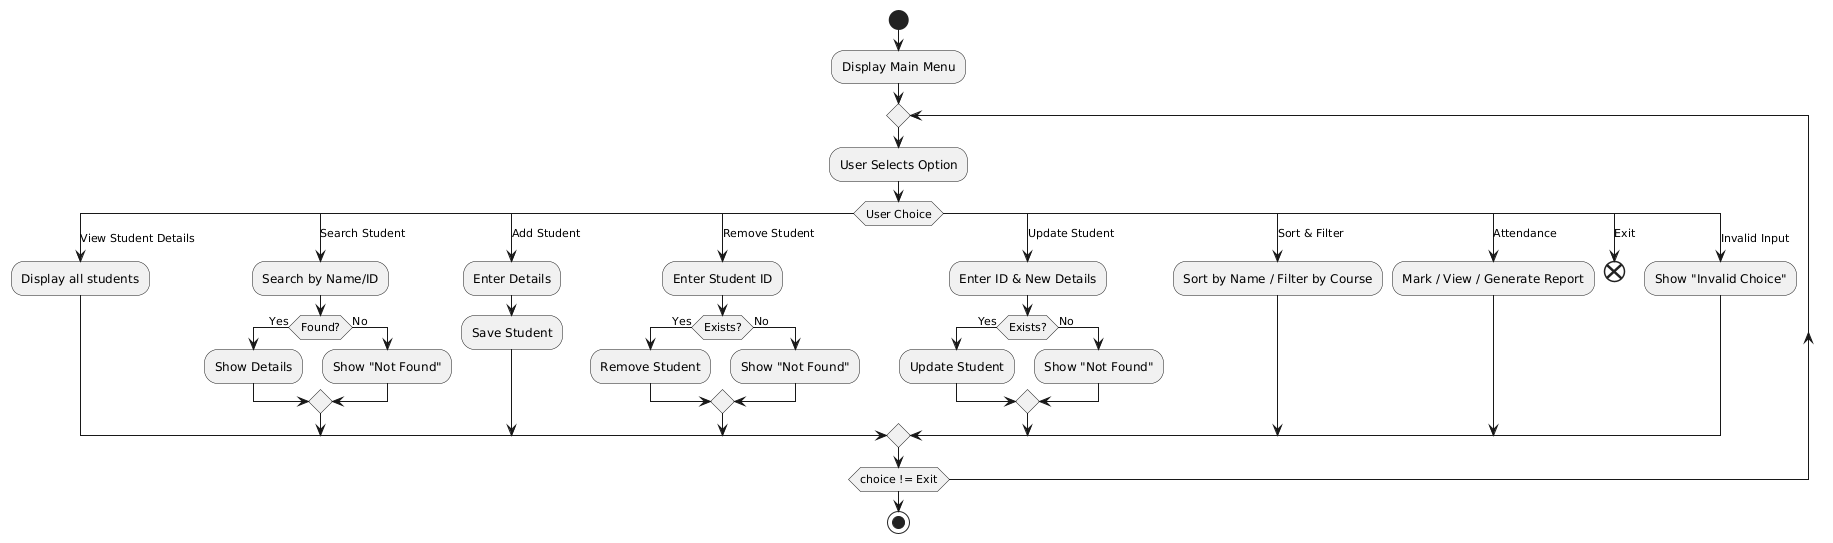 Display Main Menu
User Selects Option
User Choice
View Student Details
Search Student
Add Student
Remove Student
Update Student
Sort & Filter
Attendance
Exit
Invalid Input
Display all students
Search by Name/ID
Enter Details
Enter Student ID
Enter ID & New Details
Sort by Name / Filter by Course
Mark / View / Generate Report
Show "Invalid Choice"
Yes
Found?
No
Save Student
Yes
Exists?
No
Yes
Exists?
No
Show Details
Show "Not Found"
Remove Student
Show "Not Found"
Update Student
Show "Not Found"
choice != Exit